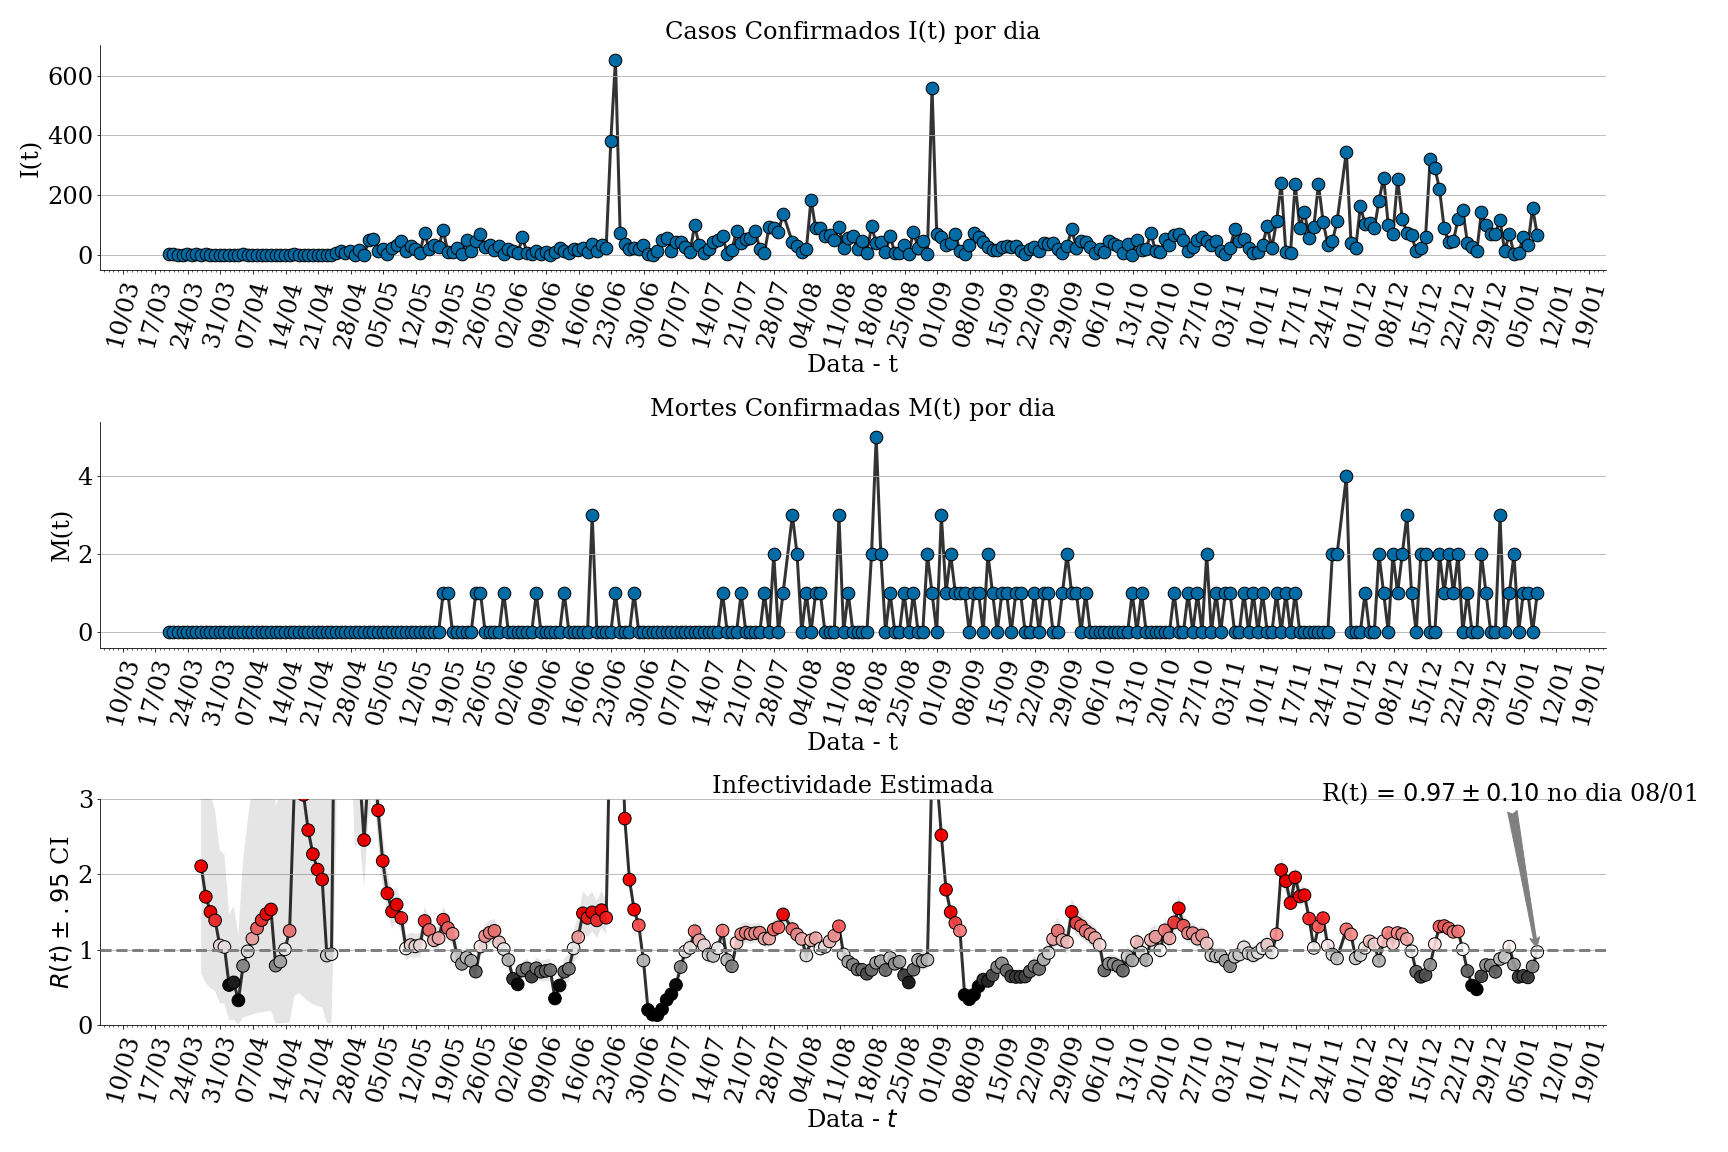 Casos Confirmados I(t) por dia
I(t)
600
400
200
0
10/03 17/03 24/03 31/03 07/04 14/04 21/04 28/04 05/05 12/05 19/05 26/05 02/06 09/06 16/06 23/06 30/06 07/07 14/07 21/07 28/07 04/08 11/08 18/08 25/08 01/09 08/09 15/09 22/09 29/09 06/10 13/10 20/10 27/10 03/11 10/11 17/11 24/11 01/12 08/12 15/12 22/12 29/12 05/01 12/01 19/01
Data - t
Mortes Confirmadas M(t) por dia
M(t)
4
2
0
10/03 17/03 24/03 31/03 07/04 14/04 21/04 28/04 05/05 12/05 19/05 26/05 02/06 09/06 16/06 23/06 30/06 07/07 14/07 21/07 28/07 04/08 11/08 18/08 25/08 01/09 08/09 15/09 22/09 29/09 06/10 13/10 20/10 27/10 03/11 10/11 17/11 24/11 01/12 08/12 15/12 22/12 29/12 05/01 12/01 19/01
Data - t
Infectividade Estimada
R(t) = 0.97 ± 0.10 no dia 08/01
R(t) ± .95 CI
3
2
1
0
10/03 17/03 24/03 31/03 07/04 14/04 21/04 28/04 05/05 12/05 19/05 26/05 02/06 09/06 16/06 23/06 30/06 07/07 14/07 21/07 28/07 04/08 11/08 18/08 25/08 01/09 08/09 15/09 22/09 29/09 06/10 13/10 20/10 27/10 03/11 10/11 17/11 24/11 01/12 08/12 15/12 22/12 29/12 05/01 12/01 19/01
Data - t